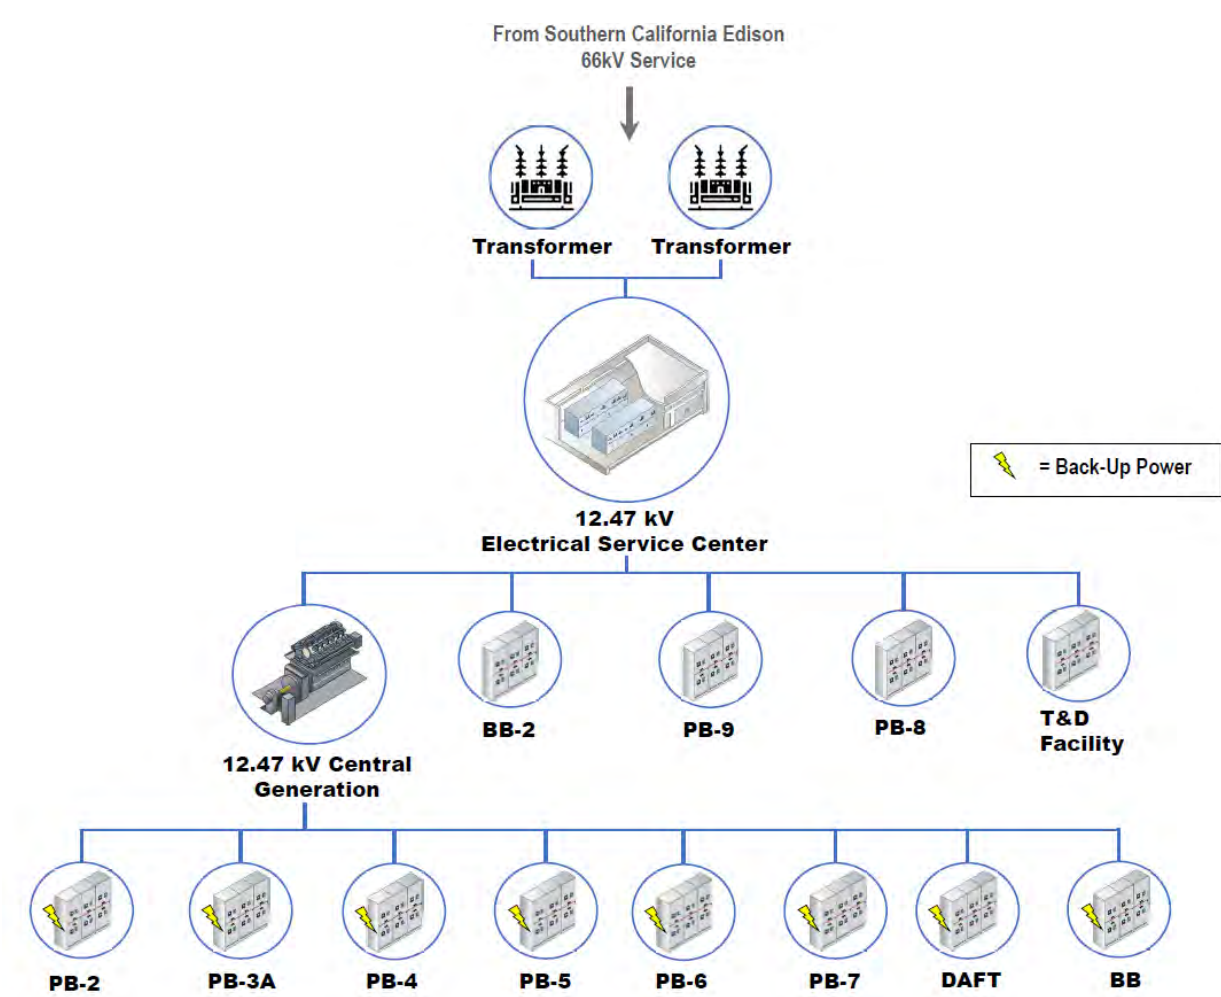 From Southern California Edison
66kV Service
Transformer
Transformer
12.47 kV
Electrical Service Center
= Back-Up Power
BB-2
PB-9
PB-8
T&D
Facility
12.47 kV Central
Generation
PB-2
PB-3A
PB-4
PB-5
PB-6
PB-7
DAFT
BB